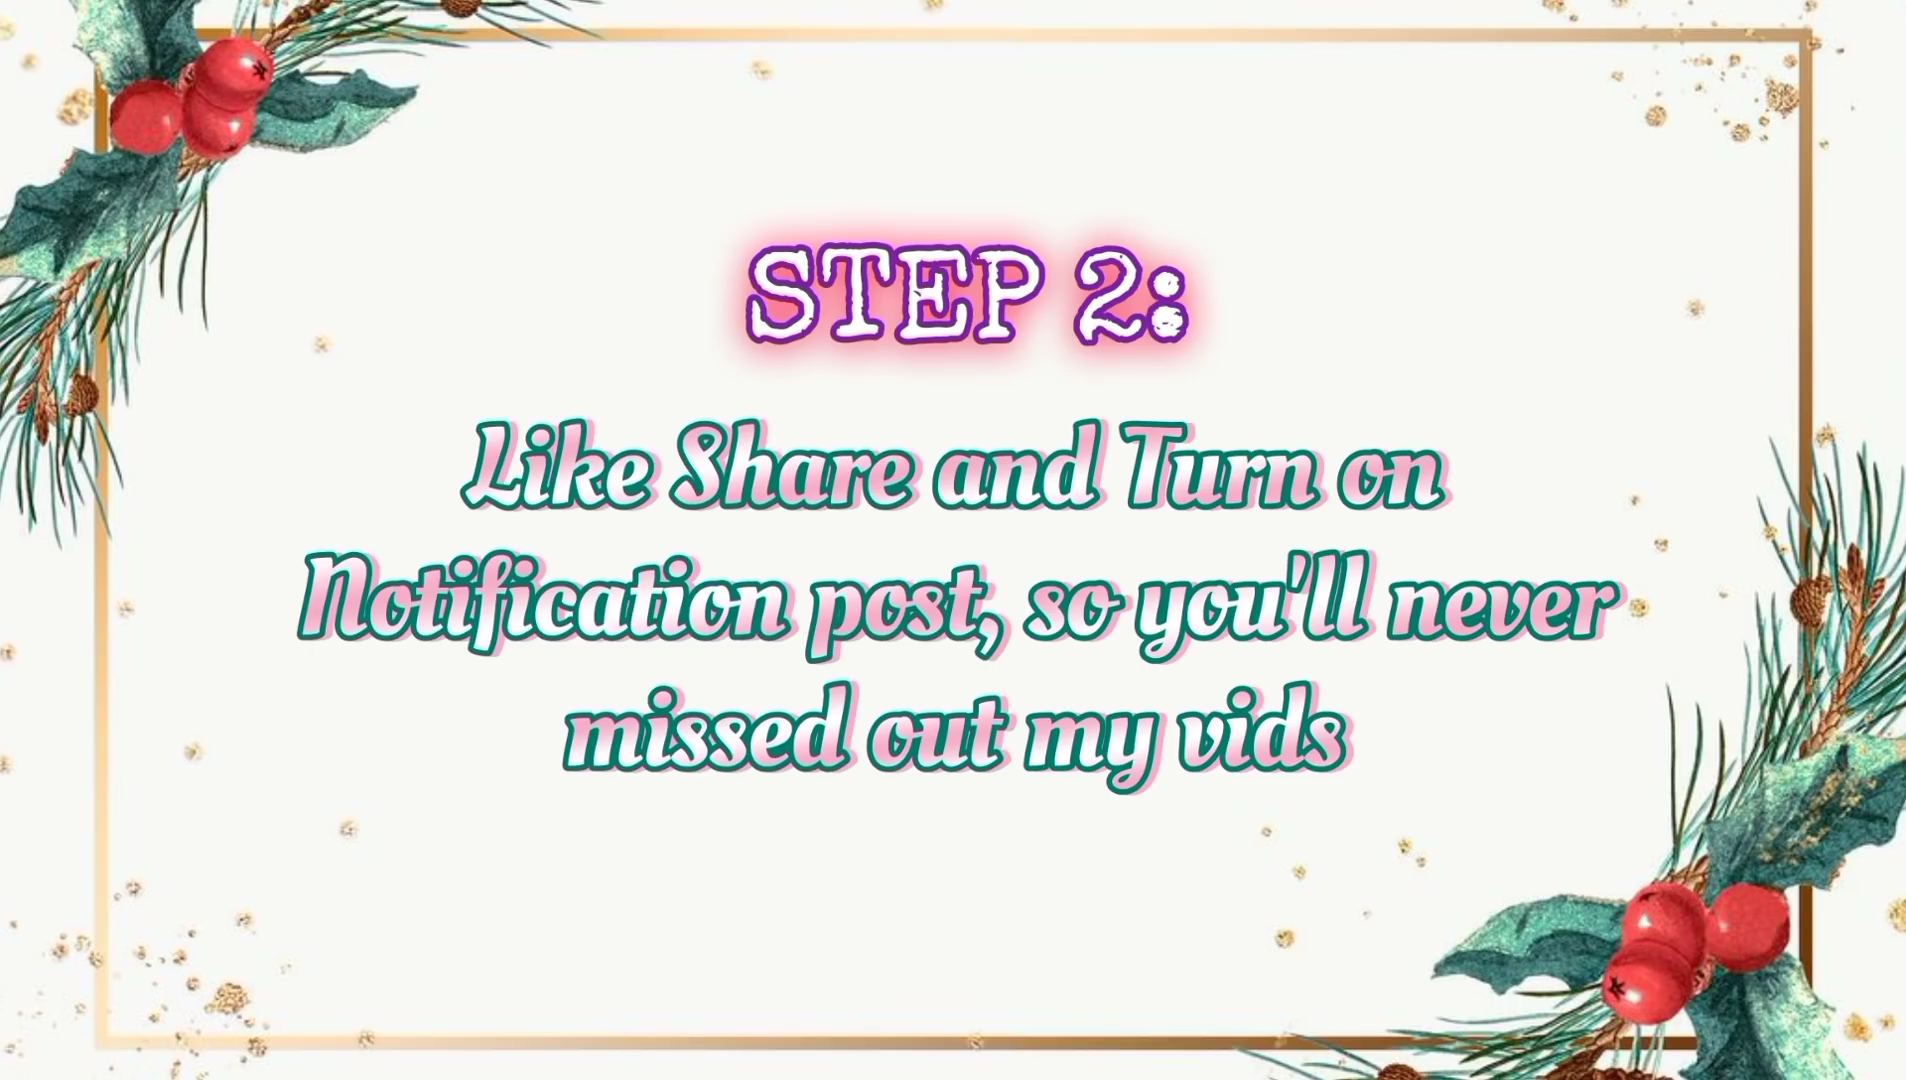 STEP 2:
Like Share and Turn on
Notification post, so you'll never
missed out my vids